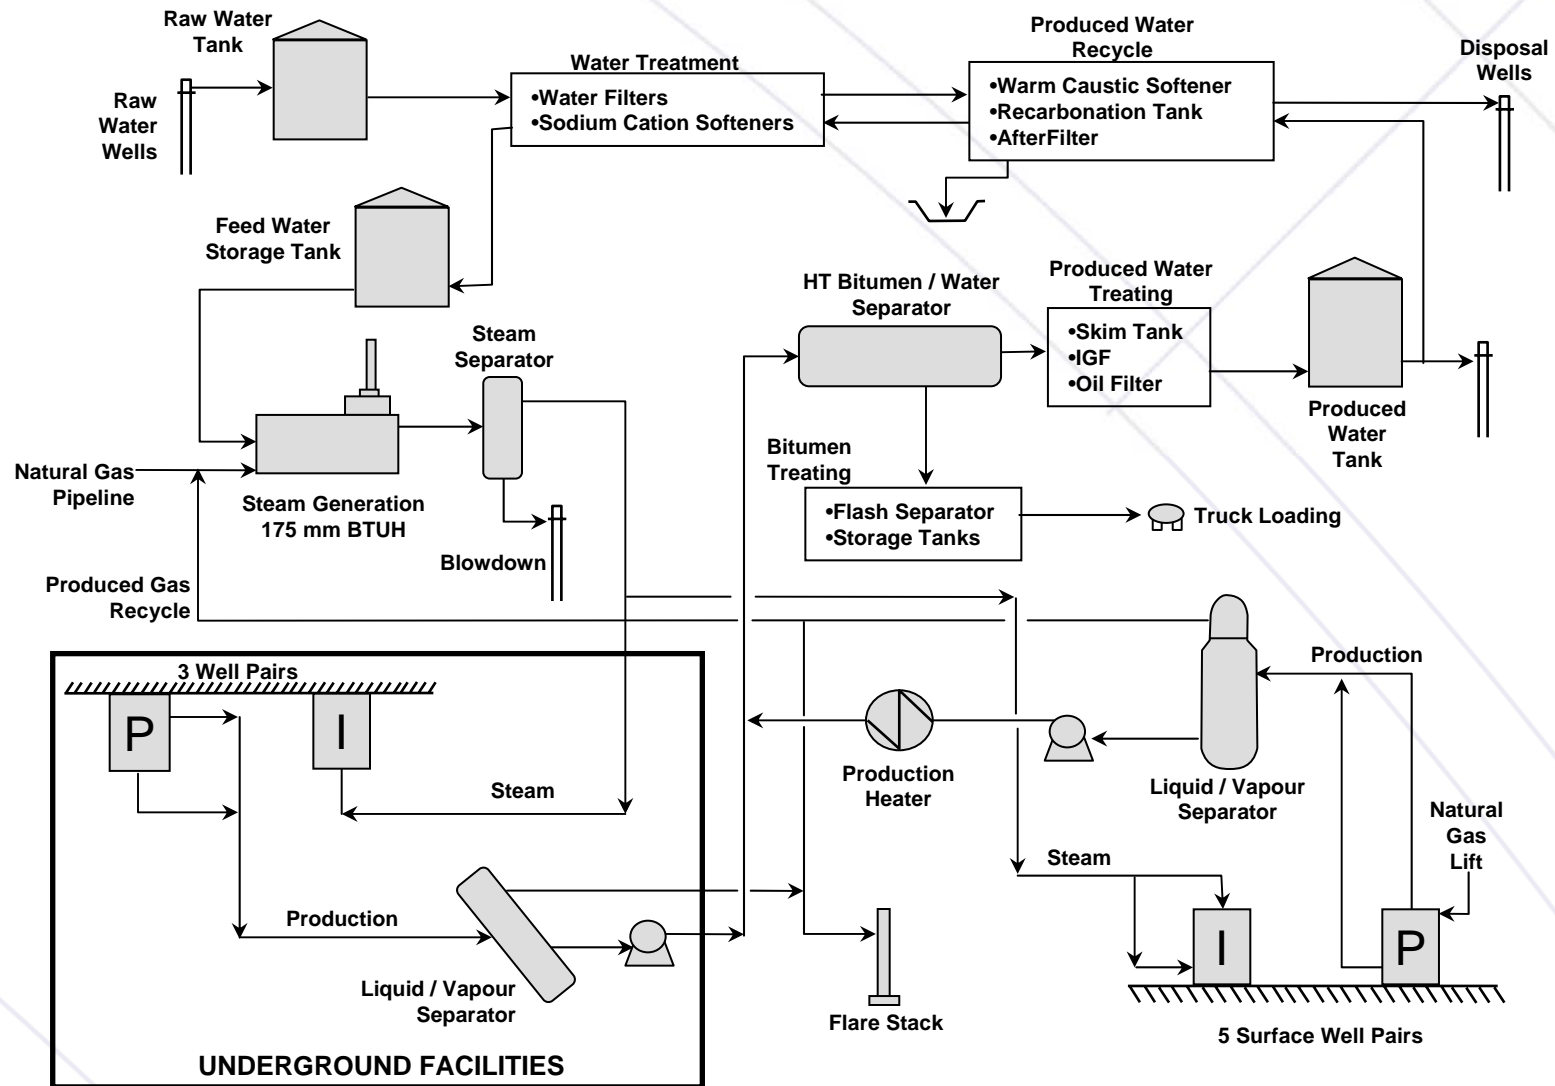 Raw Water
Tank
Raw
Water
Wells
Water Treatment
•Water Filters
•Sodium Cation Softeners
Produced Water
Recycle
•Warm Caustic Softener
•Recarbonation Tank
•AfterFilter
Disposal
Wells
Feed Water
Storage Tank
Steam
Separator
HT Bitumen / Water
Separator
Produced Water
Treating
•Skim Tank
•IGF
•Oil Filter
Produced
Water
Tank
Natural Gas
Pipeline
Steam Generation
175 mm BTUH
Blowdown
Bitumen
Treating
•Flash Separator
•Storage Tanks
Truck Loading
Produced Gas
Recycle
3 Well Pairs
P
I
Steam
Production
Liquid / Vapour
Separator
UNDERGROUND FACILITIES
Production
Heater
Flare Stack
Production
Liquid / Vapour
Separator
Natural
Gas
Lift
Steam
I
P
5 Surface Well Pairs